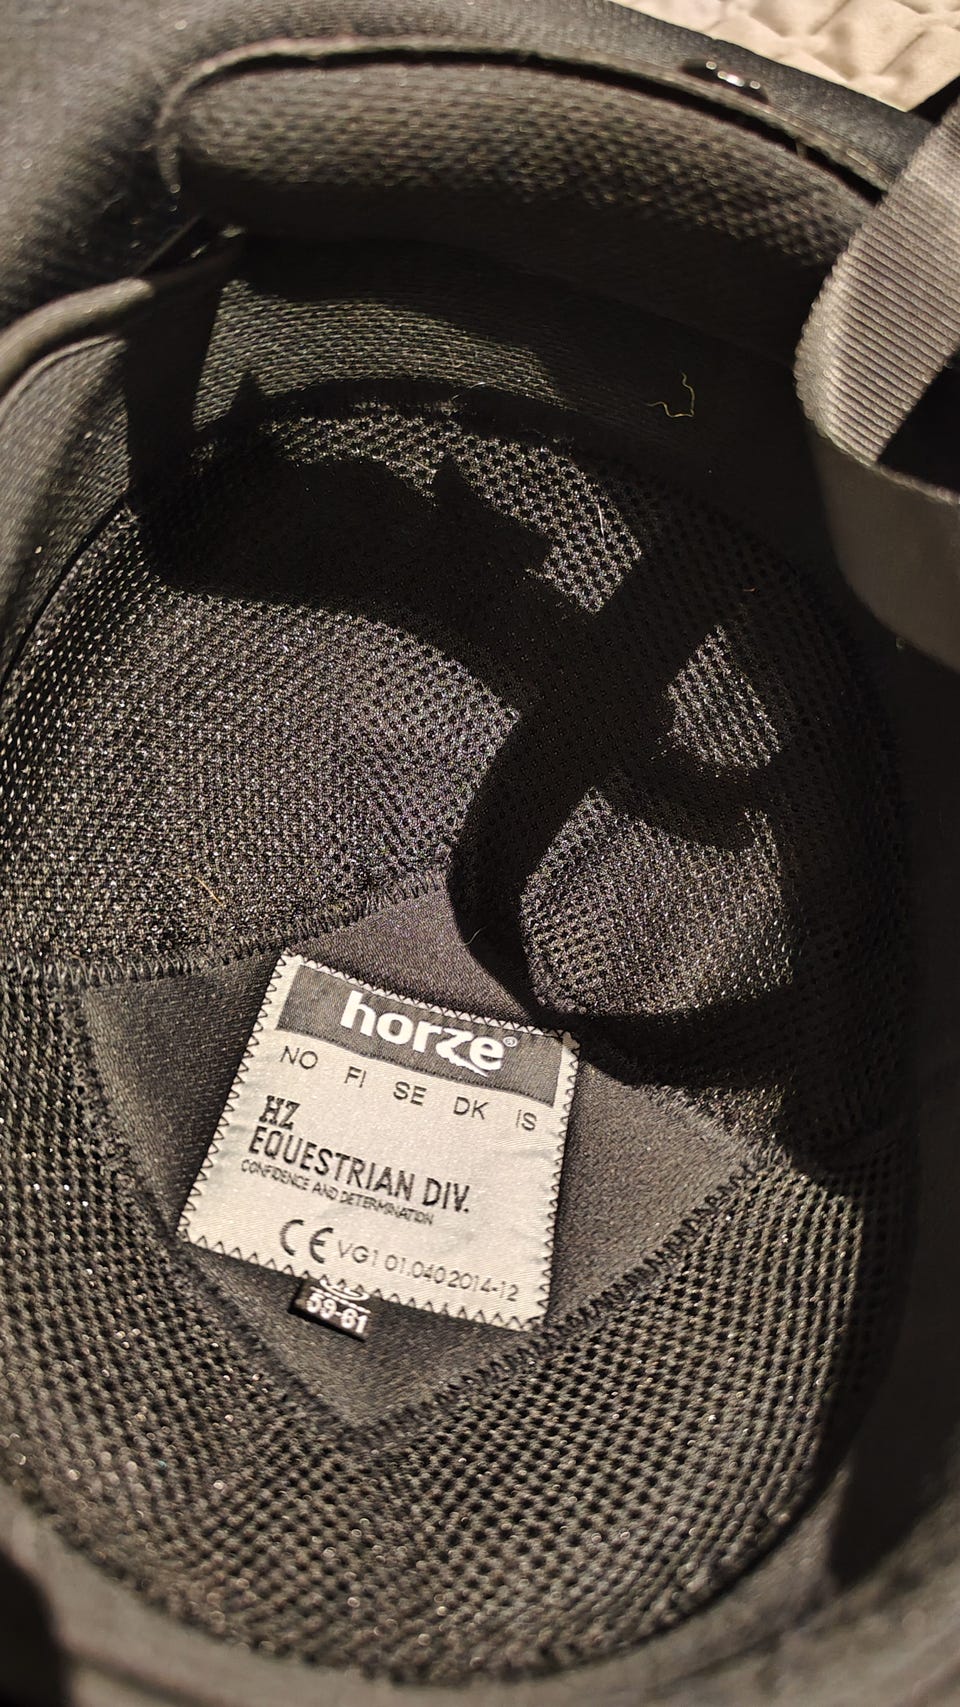 horze®
NO FI SE DK IS
HZ
EQUESTRIAN DIV.
CONFIDENCE AND DETERMINATION
CE VG1 01.040 2014-12
59-61